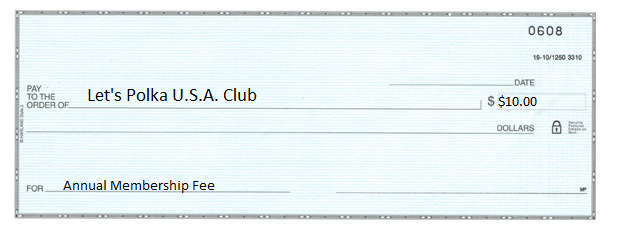 0608
19-10/1250 3310
DATE
PAY
TO THE
ORDER OF
Let's Polka U.S.A. Club
$ $10.00
DOLLARS
FOR
Annual Membership Fee
MP